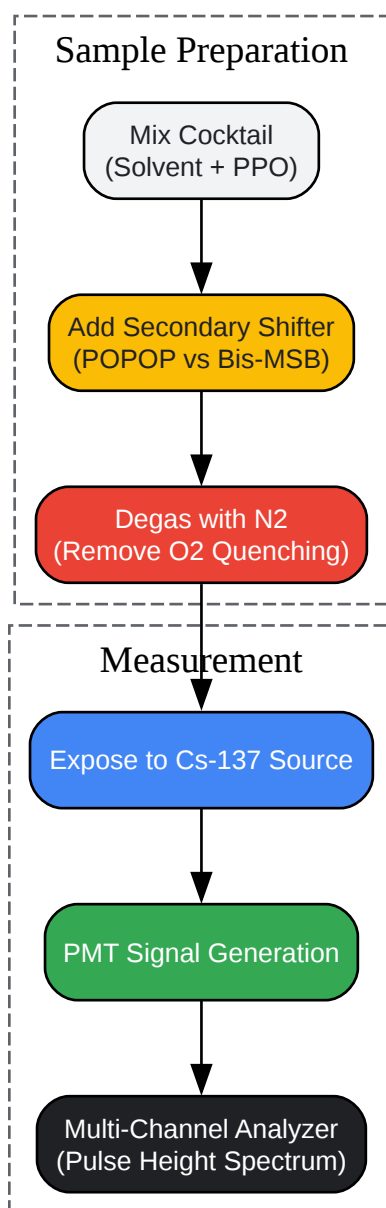 Sample Preparation
Mix Cocktail
(Solvent + PPO)
Add Secondary Shifter
(POPOP vs Bis-MSB)
Degas with N2
(Remove O2 Quenching)
Measurement
Expose to Cs-137 Source
PMT Signal Generation
Multi-Channel Analyzer
(Pulse Height Spectrum)